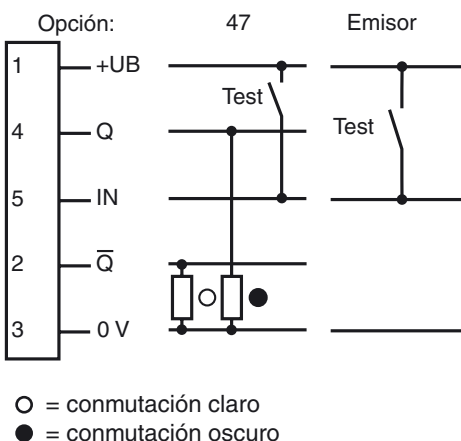 Opción: 47 Emisor
1 +UB
Test
4 Q
Test
5 IN
2 Q̅
3 0 V
○ = conmutación claro
● = conmutación oscuro